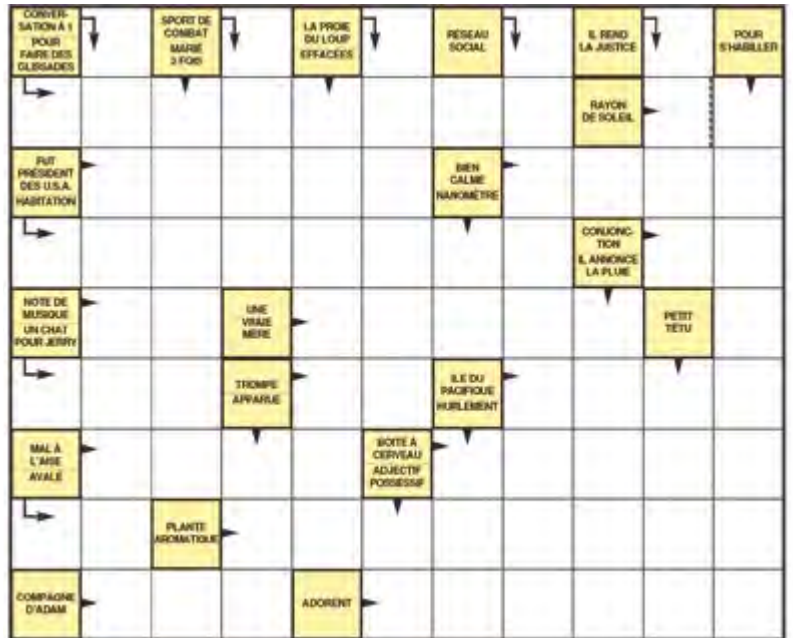 CONVER-
SATION À 1
POUR
FAIRE DES
GLISSADES
SPORT DE
COMBAT
MARIÉ
3 FOIS
LA PROIE
DU LOUP
EFFACÉES
RÉSEAU
SOCIAL
IL REND
LA JUSTICE
POUR
S'HABILLER
RAYON
DE SOLEIL
FUT
PRÉSIDENT
DES U.S.A.
HABITATION
BIEN
CALME
NANOMÈTRE
CONJONC-
TION
IL ANNONCE
LA PLUIE
NOTE DE
MUSIQUE
UN CHAT
POUR JERRY
UNE
VRAIE
MÈRE
PETIT
TÊTU
TROMPE
APPARUE
ILE DU
PACIFIQUE
HURLEMENT
MAL À
L'AISE
AVALÉ
BOITE À
CERVEAU
ADJECTIF
POSSESSIF
PLANTE
AROMATIQUE
COMPAGNE
D'ADAM
ADORENT